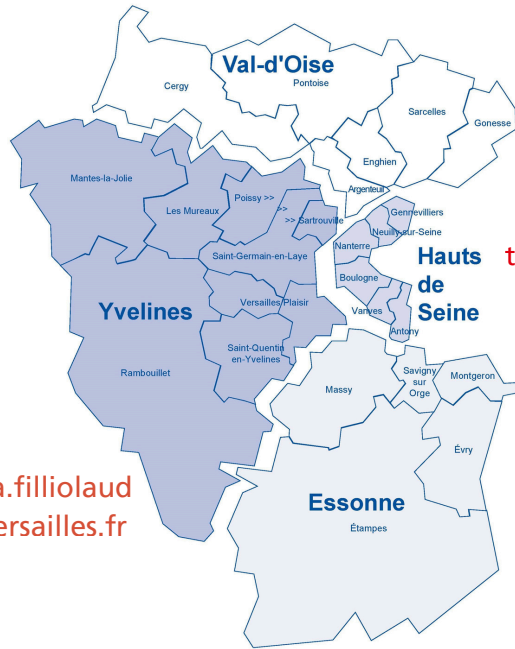 Val-d'Oise
Pontoise
Cergy
Sarcelles
Gonesse
Enghien
Argenteuil
Mantes-la-Jolie
Les Mureaux
Poissy >>
>>
>> Sartrouville
Gennevilliers
Neuilly-sur-Seine
Nanterre
Saint-Germain-en-Laye
Hauts
de
Seine
t
Boulogne
Vanves
Antony
Yvelines
Versailles
Plaisir
Saint-Quentin
en-Yvelines
Rambouillet
Massy
Savigny
sur
Orge
Montgeron
Évry
a.filliolaud
ersailles.fr
Essonne
Étampes